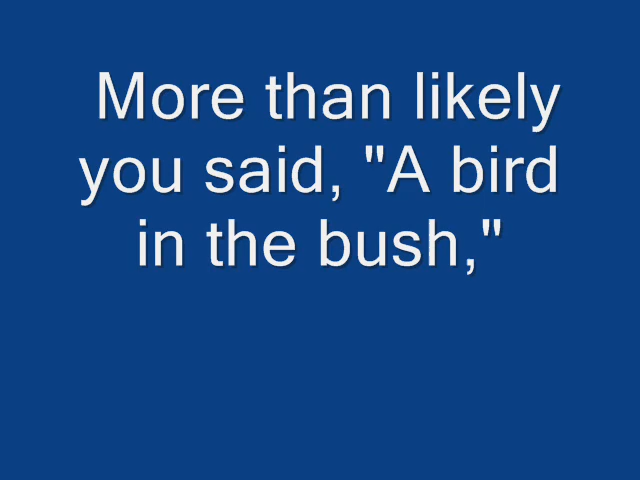 More than likely
you said, "A bird
in the bush,"